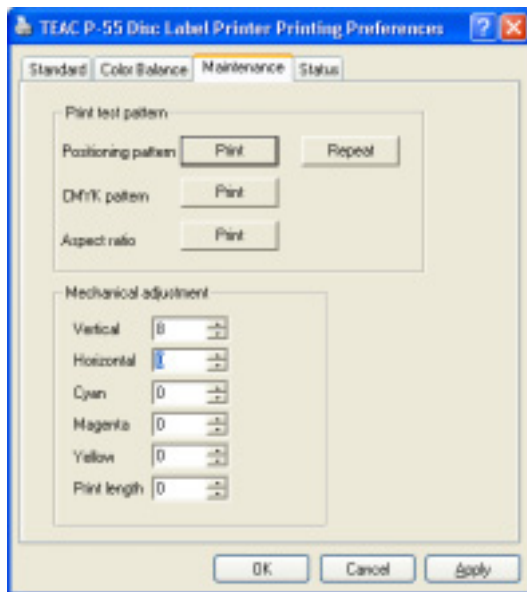 TEAC P-55 Disc Label Printer Printing Preferences
Standard Color Balance Maintenance Status
Print test pattern
Positioning pattern Print Repeat
CMYK pattern Print
Aspect ratio Print
Mechanical adjustment
Vertical 8
Horizontal
Cyan 0
Magenta 0
Yellow 0
Print length 0
OK Cancel Apply